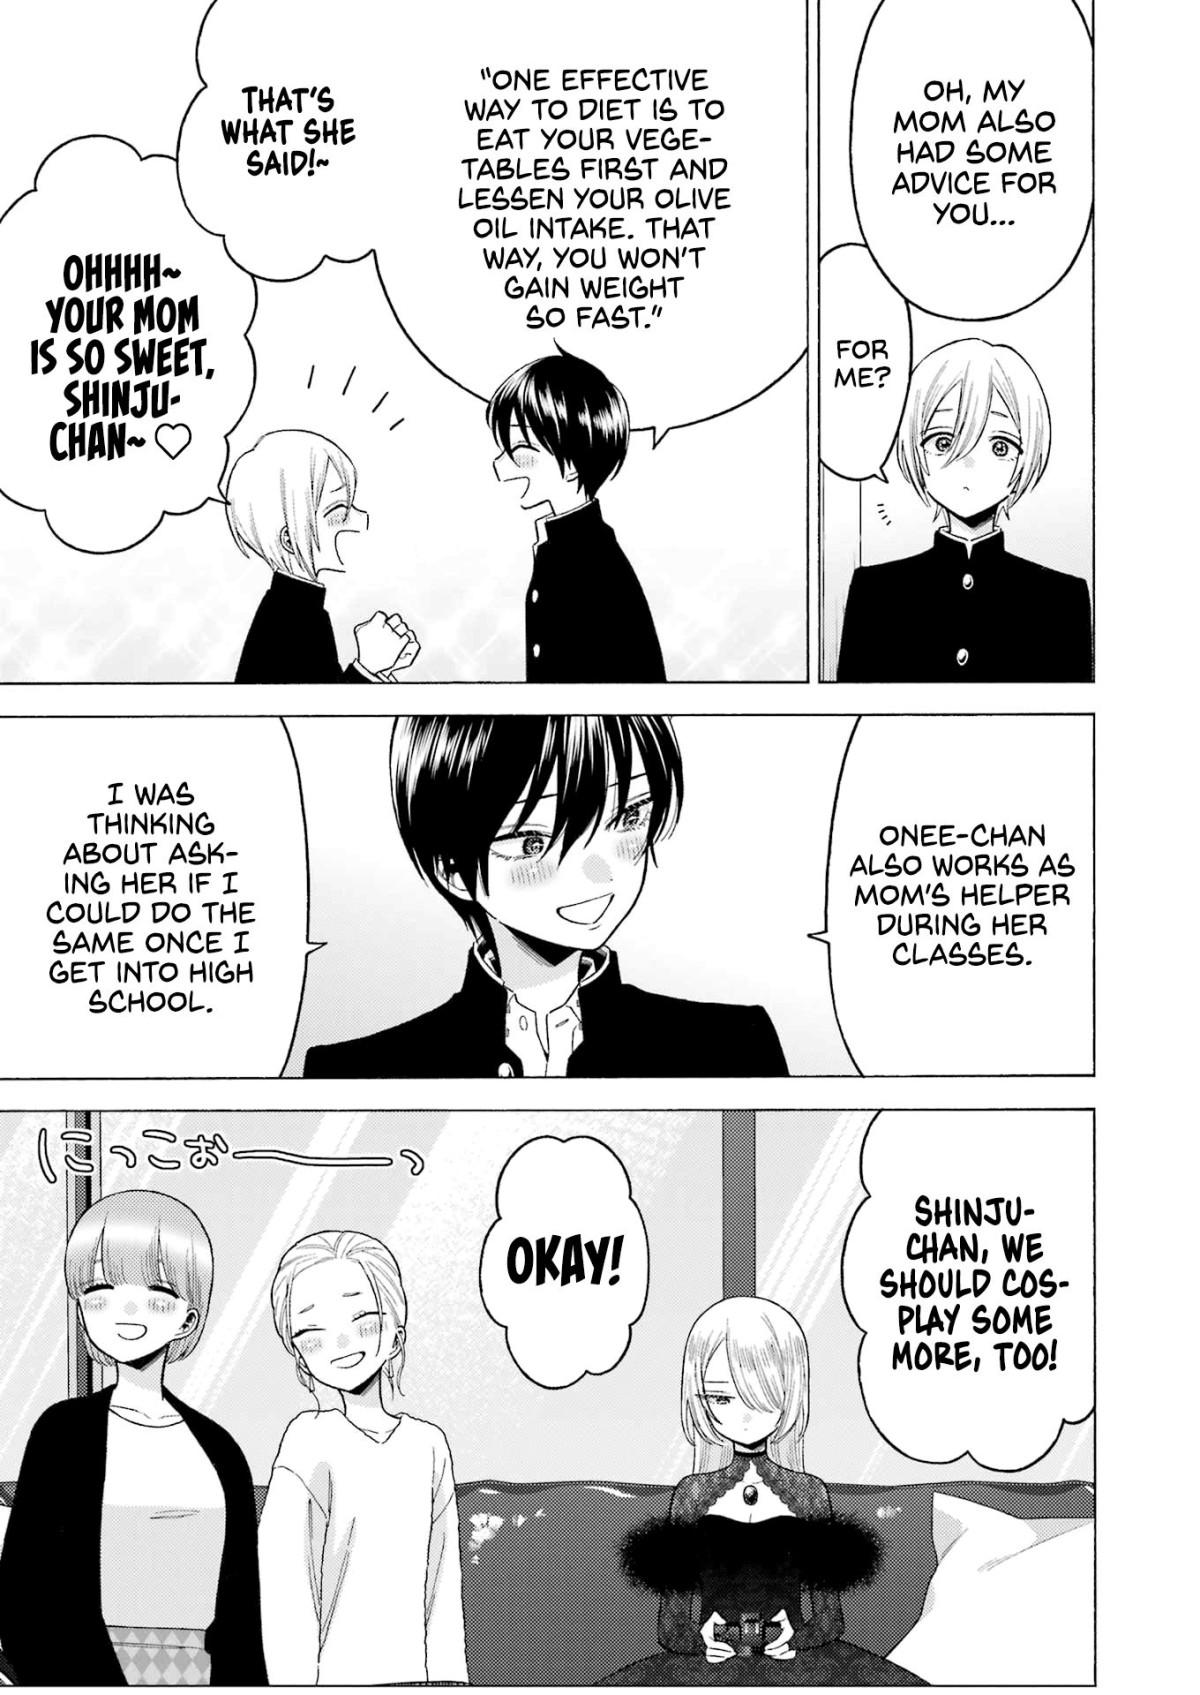 OH, MY
MOM ALSO
HAD SOME
ADVICE FOR
YOU...
FOR
ME?
"ONE EFFECTIVE
WAY TO DIET IS TO
EAT YOUR VEGE-
TABLES FIRST AND
LESSEN YOUR OLIVE
OIL INTAKE. THAT
WAY, YOU WON'T
GAIN WEIGHT
SO FAST."
THAT'S
WHAT SHE
SAID!~
OHHHH~
YOUR MOM
IS SO SWEET,
SHINJU-
CHAN~ ♡
ONEE-CHAN
ALSO WORKS AS
MOM'S HELPER
DURING HER
CLASSES.
I WAS
THINKING
ABOUT ASK-
ING HER IF I
COULD DO THE
SAME ONCE I
GET INTO HIGH
SCHOOL.
SHINJU-
CHAN, WE
SHOULD COS-
PLAY SOME
MORE, TOO!
OKAY!
にっこおーーっ